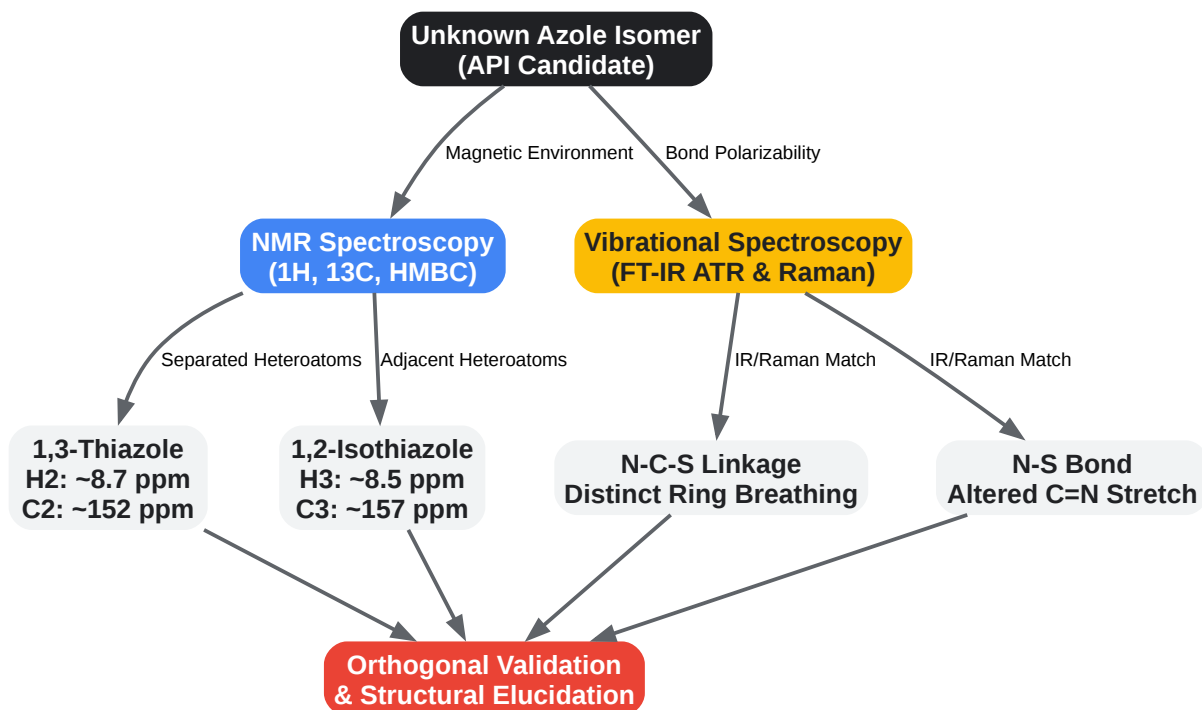 Unknown Azole Isomer
(API Candidate)
Magnetic Environment
Bond Polarizability
NMR Spectroscopy
(1H, 13C, HMBC)
Vibrational Spectroscopy
(FT-IR ATR & Raman)
Separated Heteroatoms
Adjacent Heteroatoms
IR/Raman Match
IR/Raman Match
1,3-Thiazole
H2: ~8.7 ppm
C2: ~152 ppm
1,2-Isothiazole
H3: ~8.5 ppm
C3: ~157 ppm
N-C-S Linkage
Distinct Ring Breathing
N-S Bond
Altered C=N Stretch
Orthogonal Validation
& Structural Elucidation